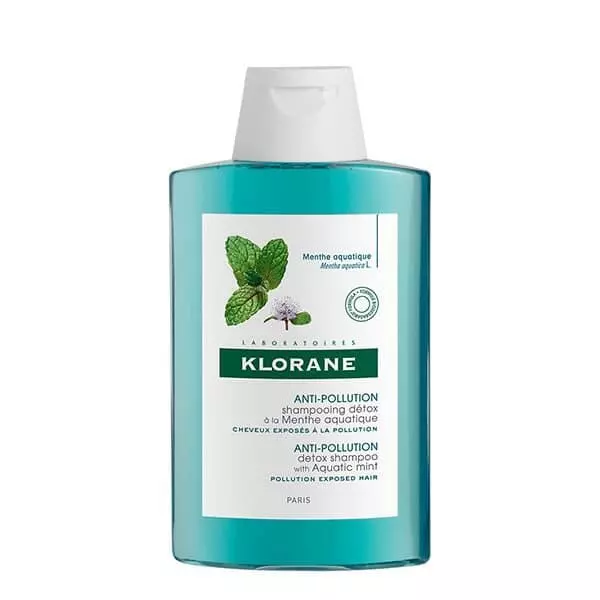 Menthe aquatique
Menthe aquatica L.
LABORATOIRES
KLORANE
ANTI-POLLUTION
shampooing détox
à la Menthe aquatique
CHEVEUX EXPOSÉS À LA POLLUTION
ANTI-POLLUTION
detox shampoo
with Aquatic mint
POLLUTION EXPOSED HAIR
PARIS